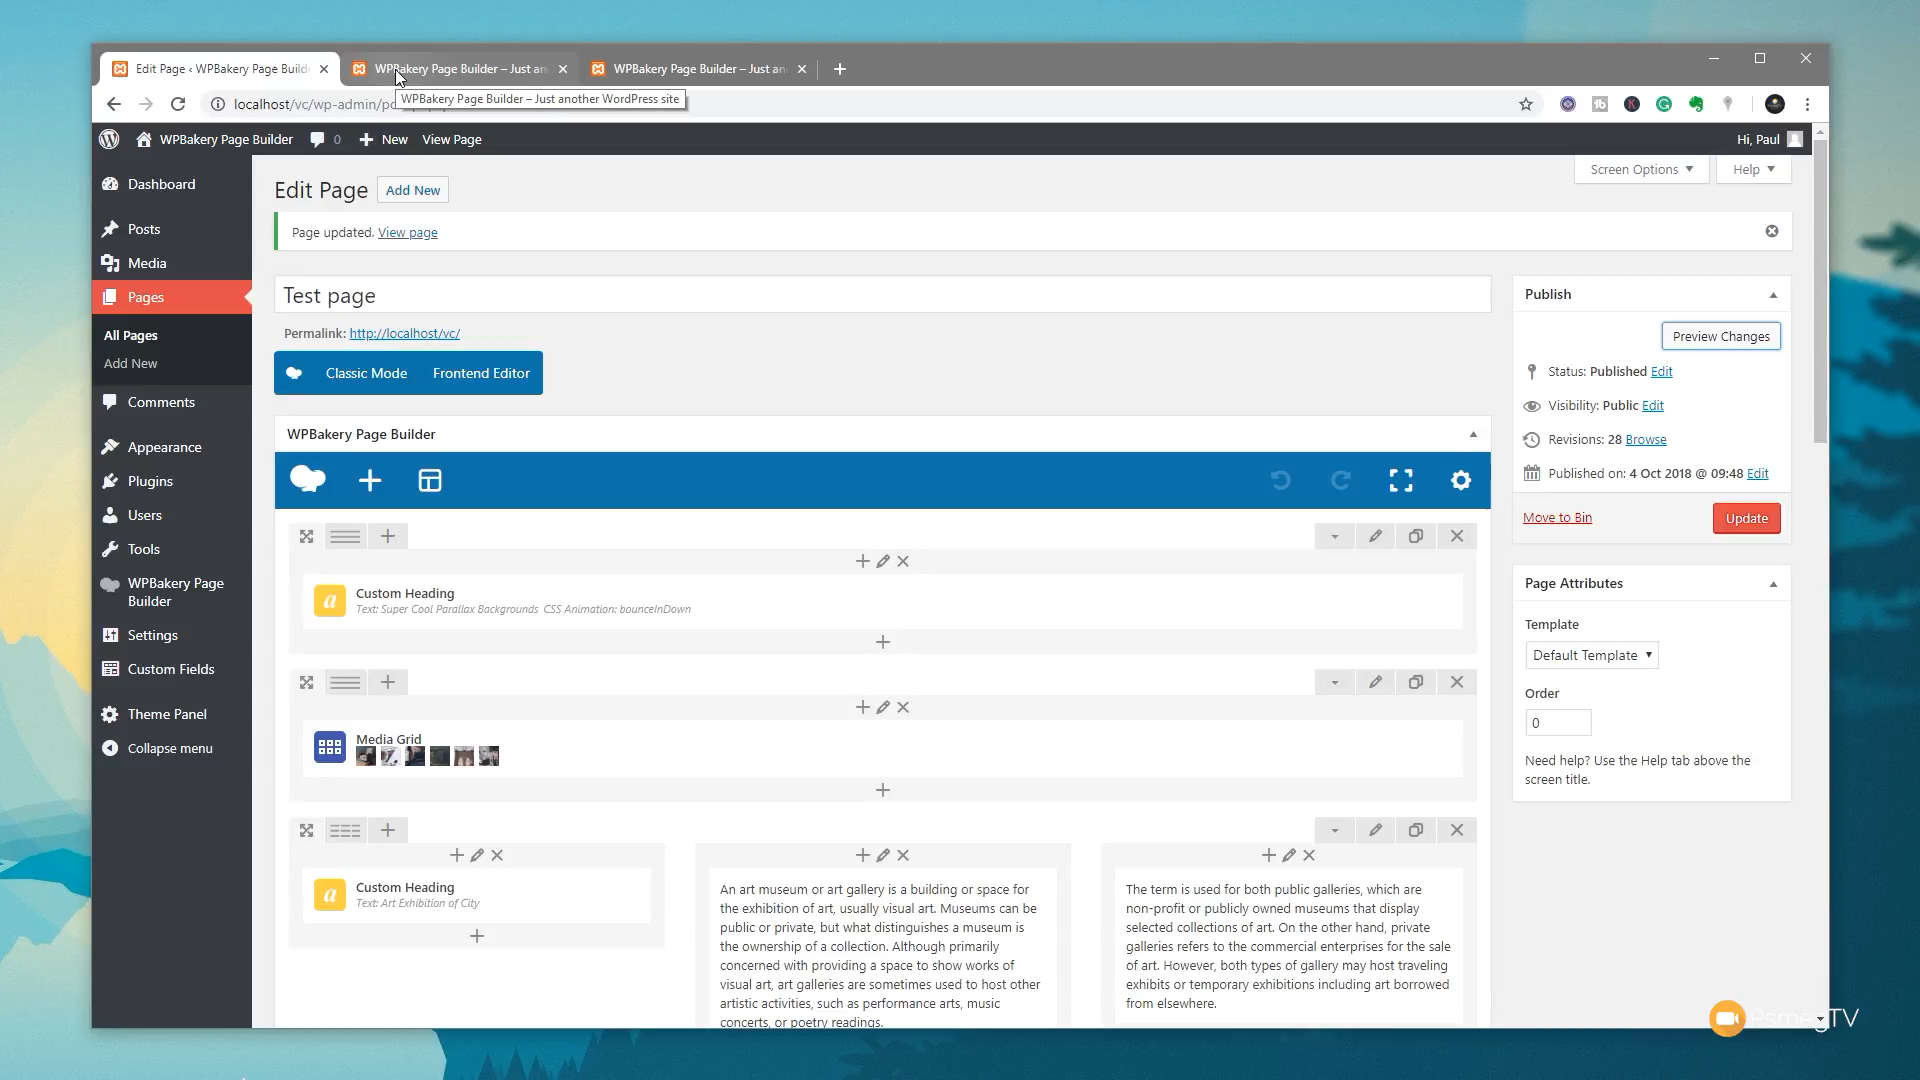 Edit Page ‹ WPBakery Page Build
WPBakery Page Builder – Just an
WPBakery Page Builder – Just an
localhost/vc/wp-admin/po
WPBakery Page Builder – Just another WordPress site
WPBakery Page Builder
0
New
View Page
Hi, Paul
Dashboard
Posts
Media
Pages
All Pages
Add New
Comments
Appearance
Plugins
Users
Tools
WPBakery Page
Builder
Settings
Custom Fields
Theme Panel
Collapse menu
Screen Options
Help
Edit Page
Add New
Page updated. View page
Test page
Permalink: http://localhost/vc/
Classic Mode
Frontend Editor
WPBakery Page Builder
Custom Heading
Text: Super Cool Parallax Backgrounds CSS Animation: bounceInDown
Media Grid
Custom Heading
Text: Art Exhibition of City
An art museum or art gallery is a building or space for
the exhibition of art, usually visual art. Museums can be
public or private, but what distinguishes a museum is
the ownership of a collection. Although primarily
concerned with providing a space to show works of
visual art, art galleries are sometimes used to host other
artistic activities, such as performance arts, music
concerts, or poetry readings.
The term is used for both public galleries, which are
non-profit or publicly owned museums that display
selected collections of art. On the other hand, private
galleries refers to the commercial enterprises for the sale
of art. However, both types of gallery may host traveling
exhibits or temporary exhibitions including art borrowed
from elsewhere.
Publish
Preview Changes
Status: Published Edit
Visibility: Public Edit
Revisions: 28 Browse
Published on: 4 Oct 2018 @ 09:48 Edit
Move to Bin
Update
Page Attributes
Template
Default Template
Order
0
Need help? Use the Help tab above the
screen title.